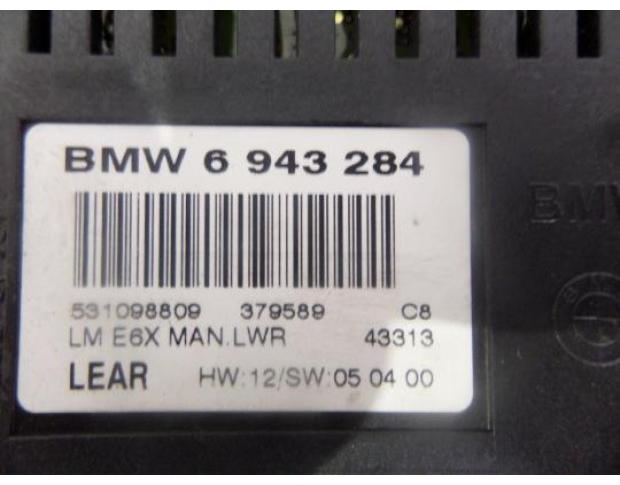 BMW 6 943 284
531098809 379589 C8
LM E6X MAN.LWR 43313
LEAR HW:12/SW:05 04 00
BMW